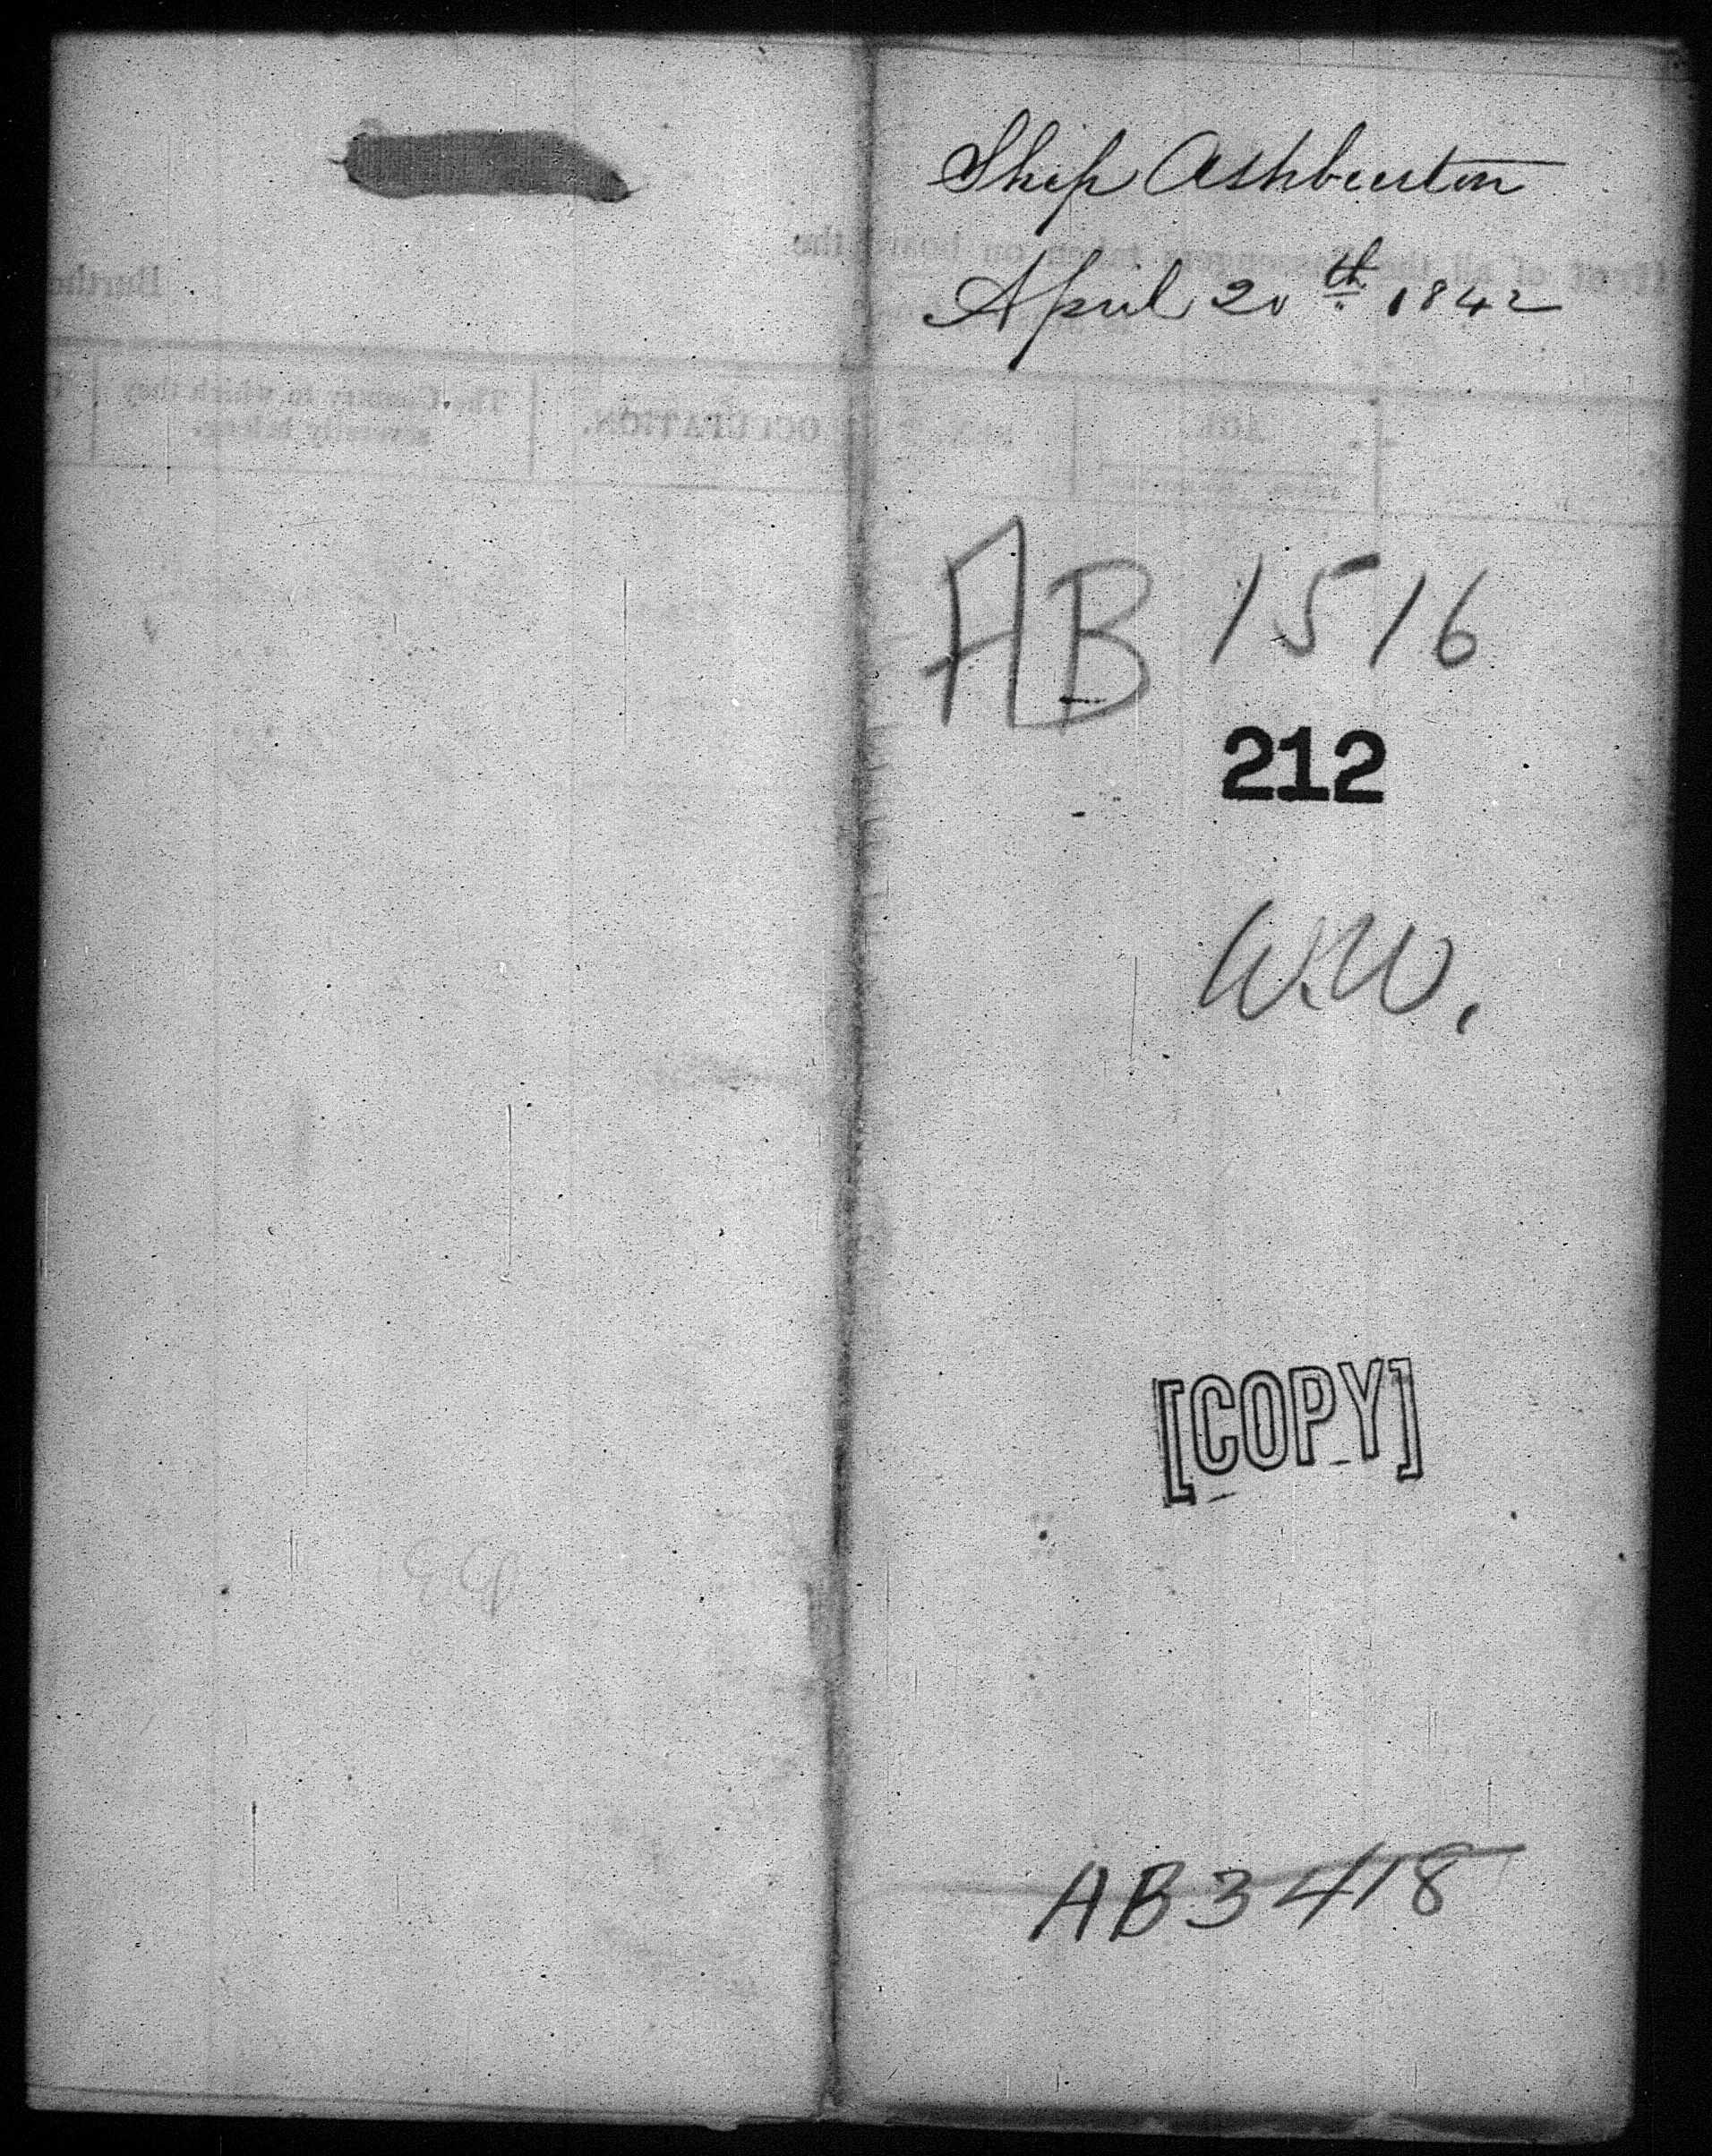 Ship Ashburton
April 20th 1842
AB 1516
212
W.W.
[COPY]
AB3418